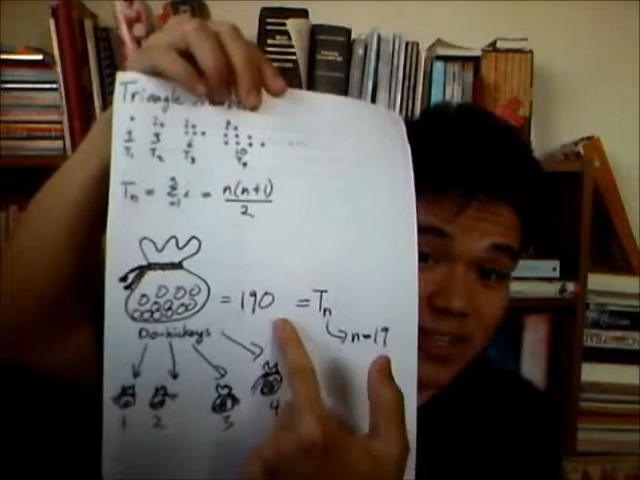 Triangle
1 3 6 10
T1 T2 T3 T4
Tn = Σ i = n(n+1)/2
= 190 = Tn
n=19
Do-hickeys
1 2 3 4